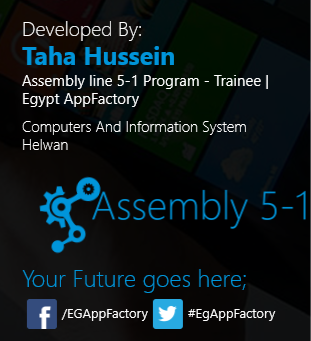 Developed By:
Taha Hussein
Assembly line 5-1 Program - Trainee |
Egypt AppFactory
Computers And Information System
Helwan
Assembly 5-1
Your Future goes here;
f /EGAppFactory #EgAppFactory